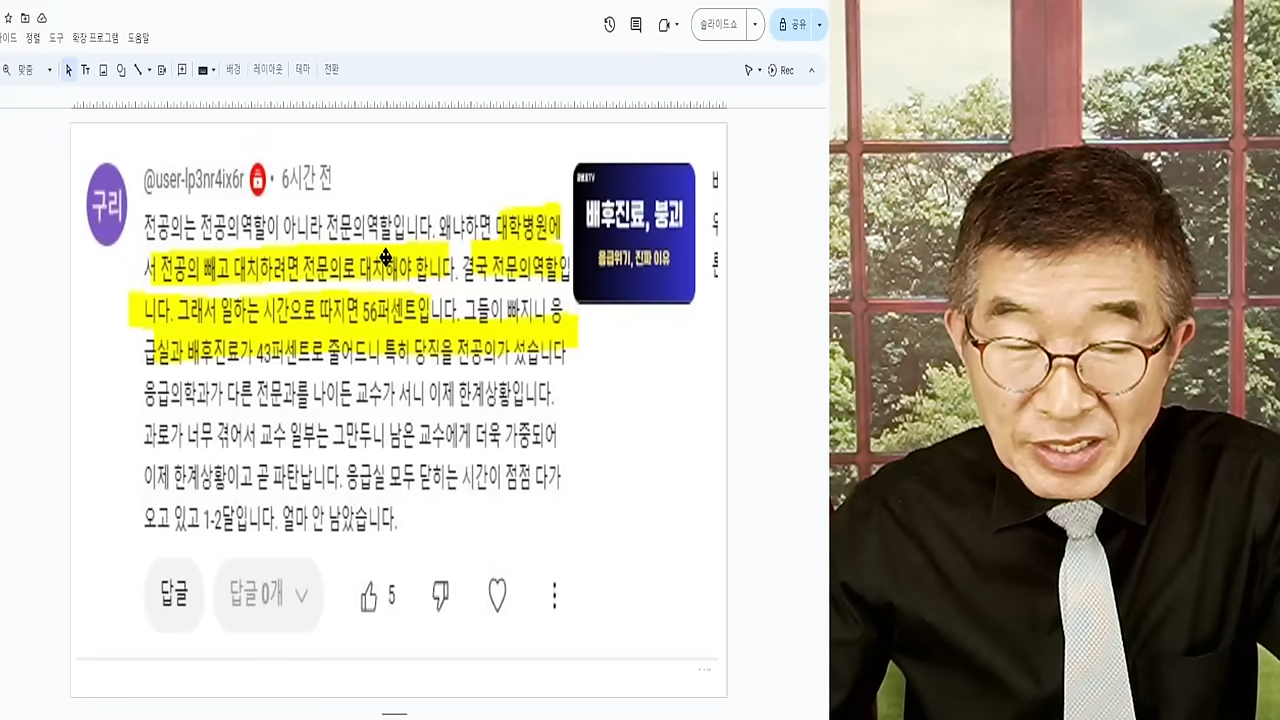 이드 정렬 도구 확장 프로그램 도움말
슬라이드쇼
공유
맞춤
배경 레이아웃 테마 전환
Rec
구리
@user-lp3nr4ix6r · 6시간 전
전공의는 전공의역할이 아니라 전문의역할입니다. 왜냐하면 대학병원에
서 전공의 빼고 대치하려면 전문의로 대치해야 합니다. 결국 전문의역할입
니다. 그래서 일하는 시간으로 따지면 56퍼센트입니다. 그들이 빠지니 응
급실과 배후진료가 43퍼센트로 줄어드니 특히 당직을 전공의가 섰습니다
응급의학과가 다른 전문과를 나이든 교수가 서니 이제 한계상황입니다.
과로가 너무 겪어서 교수 일부는 그만두니 남은 교수에게 더욱 가중되어
이제 한계상황이고 곧 파탄납니다. 응급실 모두 닫히는 시간이 점점 다가
오고 있고 1-2달입니다. 얼마 안 남았습니다.
배후진료, 붕괴
응급위기, 진짜 이유
답글
답글 0개
5